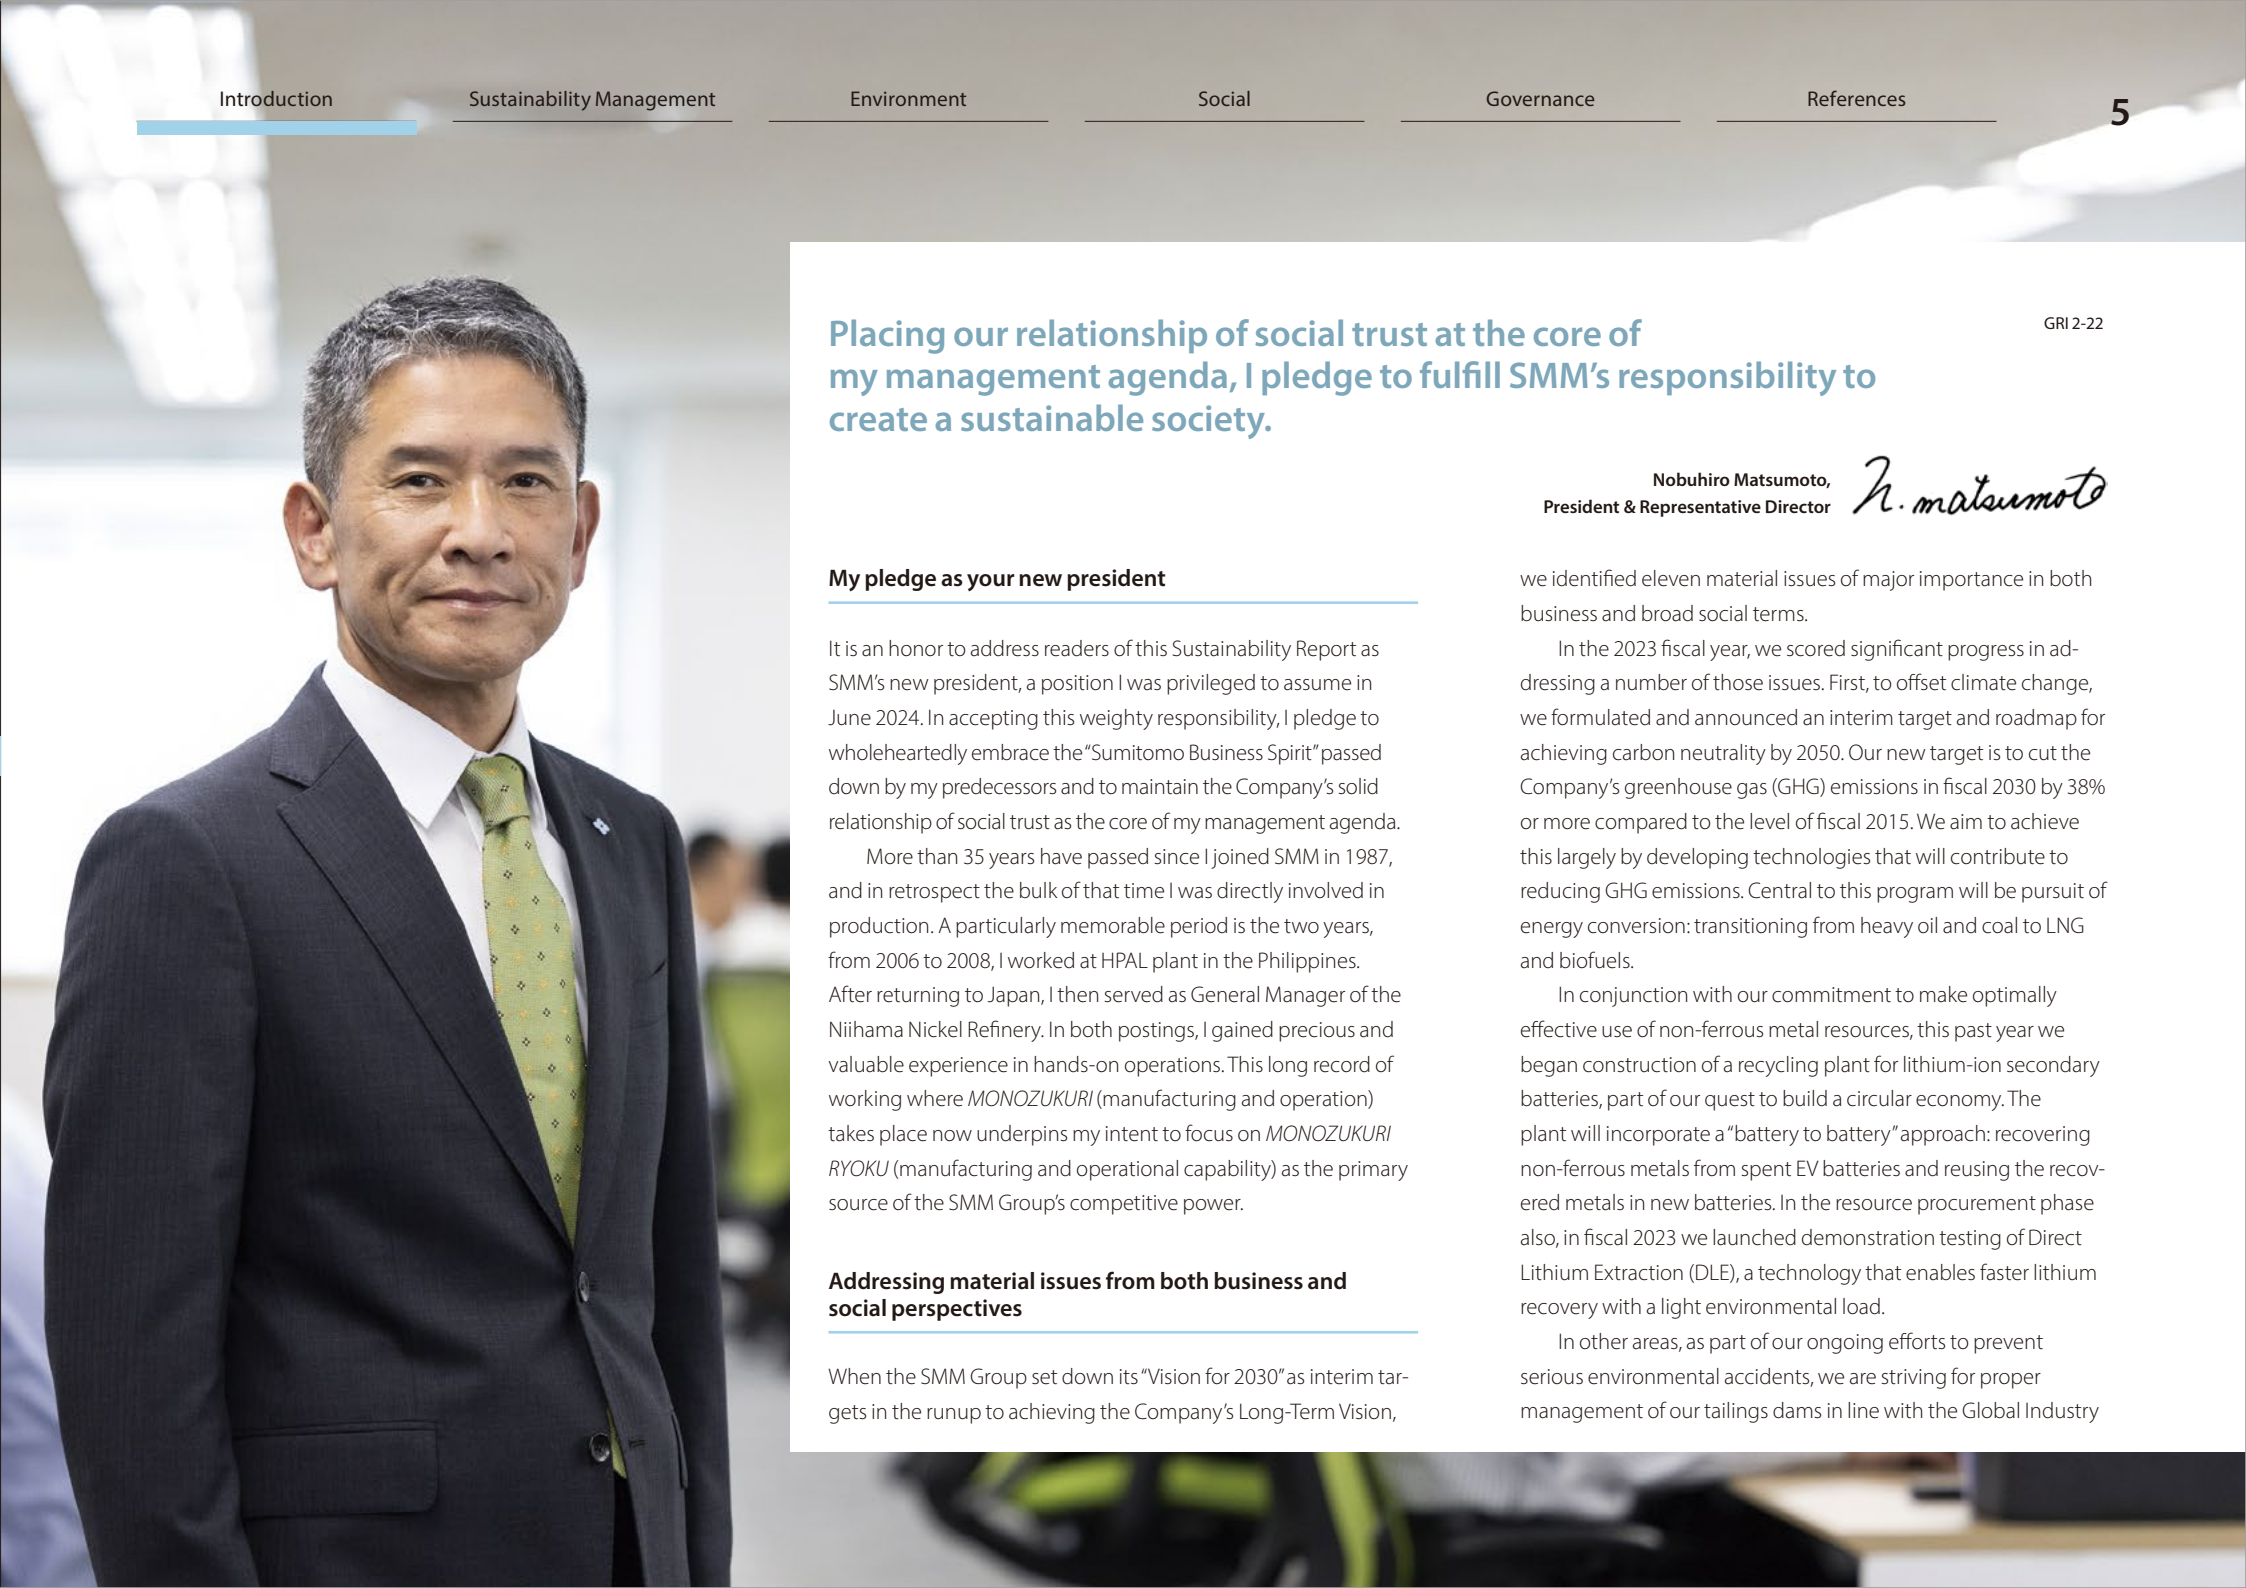 Introduction
Sustainability Management
Environment
Social
Governance
References
5
Placing our relationship of social trust at the core of
my management agenda, I pledge to fulfill SMM's responsibility to
create a sustainable society.
GRI 2-22
Nobuhiro Matsumoto,
President & Representative Director
N. matsumoto
My pledge as your new president
It is an honor to address readers of this Sustainability Report as
SMM's new president, a position I was privileged to assume in
June 2024. In accepting this weighty responsibility, I pledge to
wholeheartedly embrace the "Sumitomo Business Spirit" passed
down by my predecessors and to maintain the Company's solid
relationship of social trust as the core of my management agenda.
More than 35 years have passed since I joined SMM in 1987,
and in retrospect the bulk of that time I was directly involved in
production. A particularly memorable period is the two years,
from 2006 to 2008, I worked at HPAL plant in the Philippines.
After returning to Japan, I then served as General Manager of the
Niihama Nickel Refinery. In both postings, I gained precious and
valuable experience in hands-on operations. This long record of
working where MONOZUKURI (manufacturing and operation)
takes place now underpins my intent to focus on MONOZUKURI
RYOKU (manufacturing and operational capability) as the primary
source of the SMM Group's competitive power.
Addressing material issues from both business and
social perspectives
When the SMM Group set down its "Vision for 2030" as interim tar-
gets in the runup to achieving the Company's Long-Term Vision,
we identified eleven material issues of major importance in both
business and broad social terms.
In the 2023 fiscal year, we scored significant progress in ad-
dressing a number of those issues. First, to offset climate change,
we formulated and announced an interim target and roadmap for
achieving carbon neutrality by 2050. Our new target is to cut the
Company's greenhouse gas (GHG) emissions in fiscal 2030 by 38%
or more compared to the level of fiscal 2015. We aim to achieve
this largely by developing technologies that will contribute to
reducing GHG emissions. Central to this program will be pursuit of
energy conversion: transitioning from heavy oil and coal to LNG
and biofuels.
In conjunction with our commitment to make optimally
effective use of non-ferrous metal resources, this past year we
began construction of a recycling plant for lithium-ion secondary
batteries, part of our quest to build a circular economy. The
plant will incorporate a "battery to battery" approach: recovering
non-ferrous metals from spent EV batteries and reusing the recov-
ered metals in new batteries. In the resource procurement phase
also, in fiscal 2023 we launched demonstration testing of Direct
Lithium Extraction (DLE), a technology that enables faster lithium
recovery with a light environmental load.
In other areas, as part of our ongoing efforts to prevent
serious environmental accidents, we are striving for proper
management of our tailings dams in line with the Global Industry